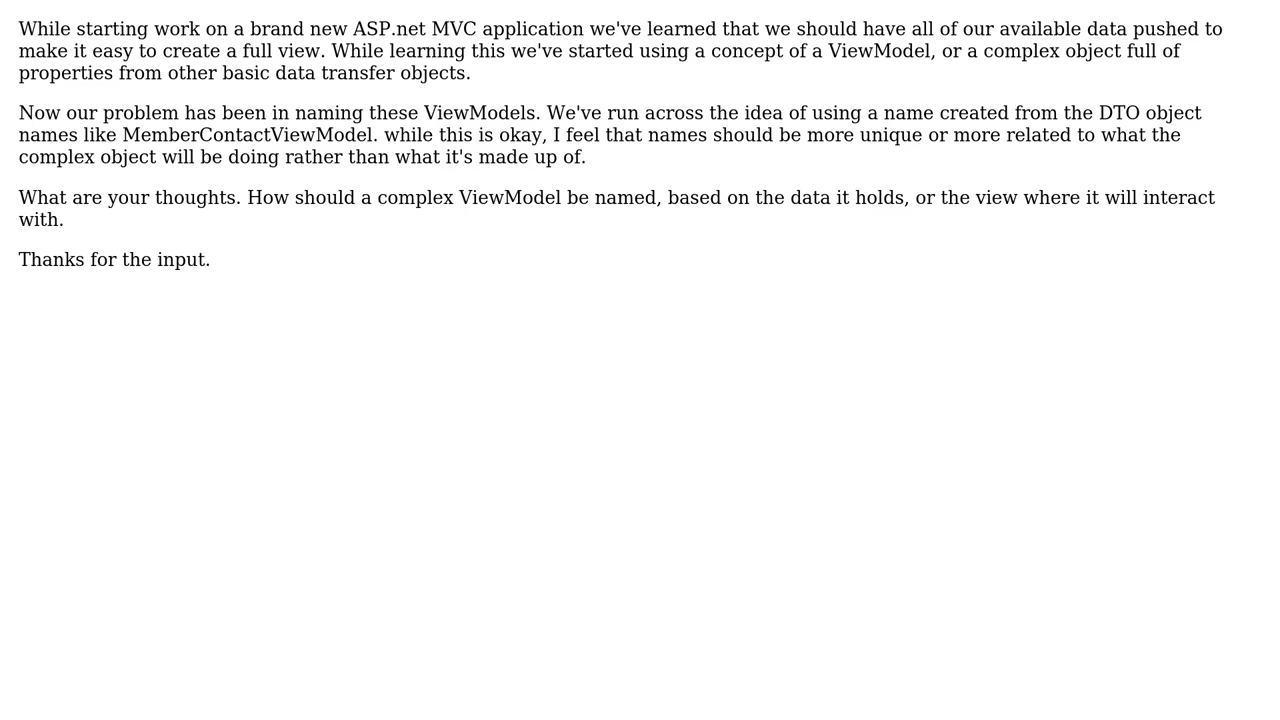 While starting work on a brand new ASP.net MVC application we've learned that we should have all of our available data pushed to
make it easy to create a full view. While learning this we've started using a concept of a ViewModel, or a complex object full of
properties from other basic data transfer objects.
Now our problem has been in naming these ViewModels. We've run across the idea of using a name created from the DTO object
names like MemberContactViewModel. while this is okay, I feel that names should be more unique or more related to what the
complex object will be doing rather than what it's made up of.
What are your thoughts. How should a complex ViewModel be named, based on the data it holds, or the view where it will interact
with.
Thanks for the input.